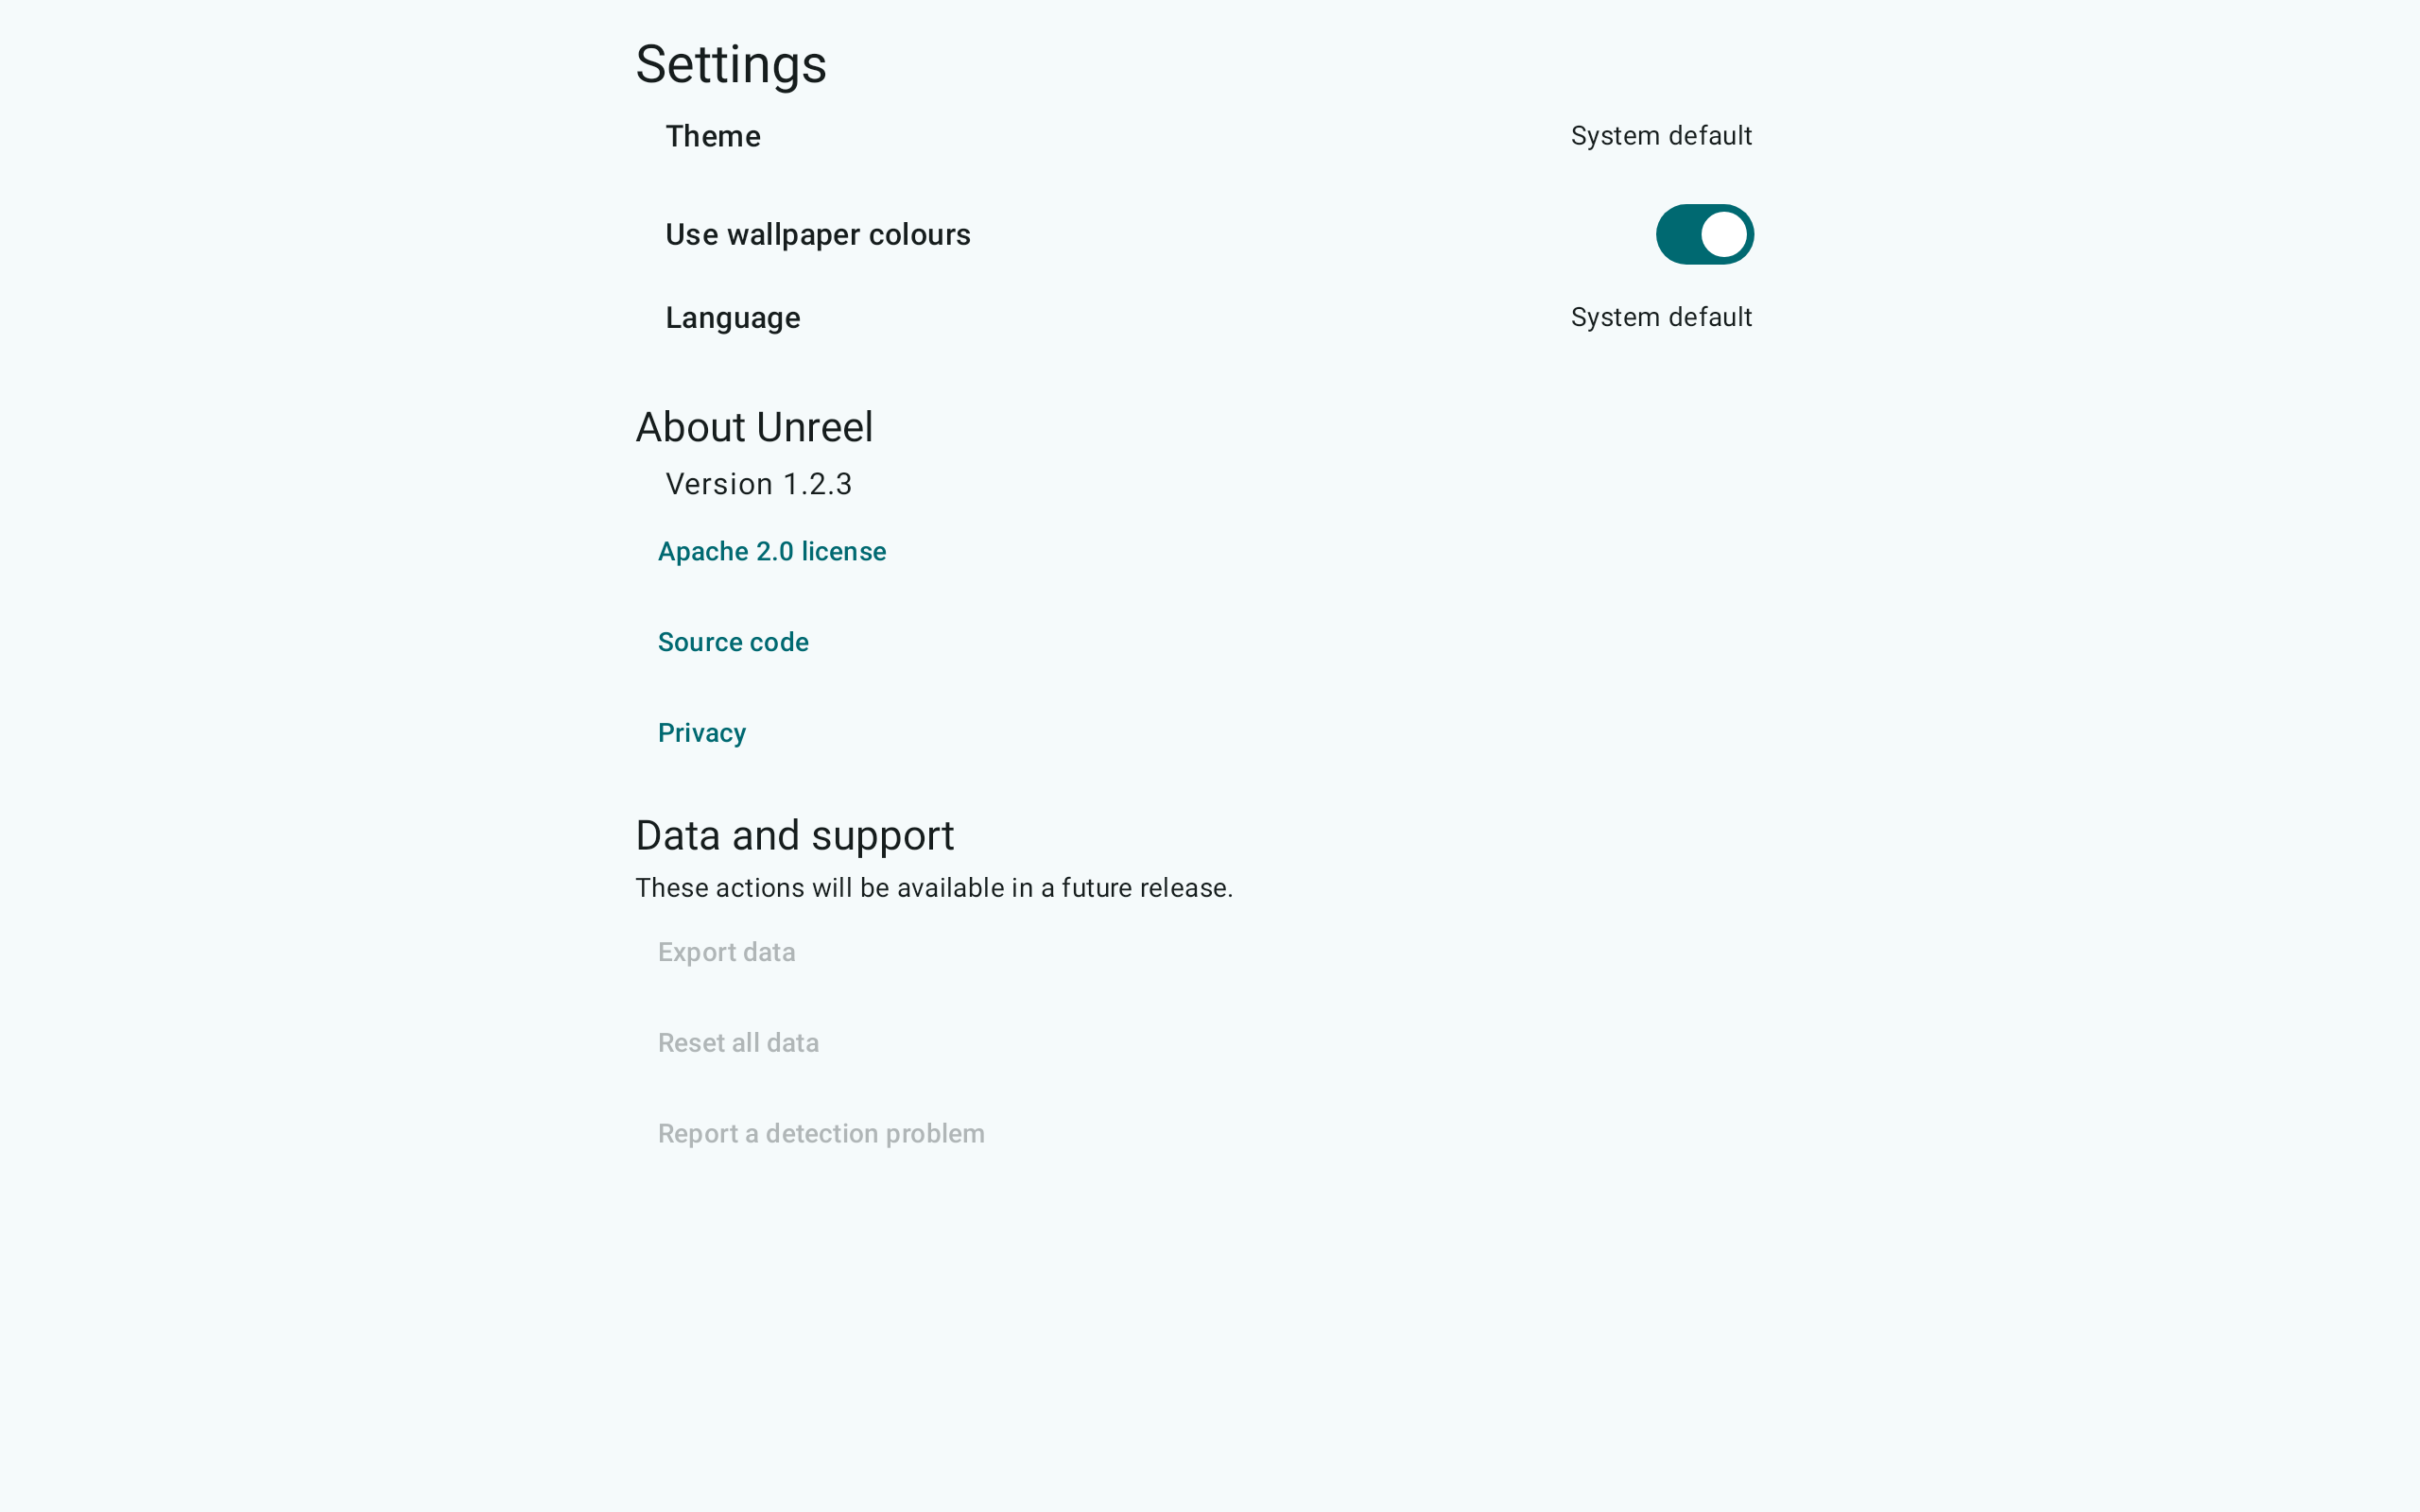 Settings
Theme
System default
Use wallpaper colours
Language
System default
About Unreel
Version 1.2.3
Apache 2.0 license
Source code
Privacy
Data and support
These actions will be available in a future release.
Export data
Reset all data
Report a detection problem